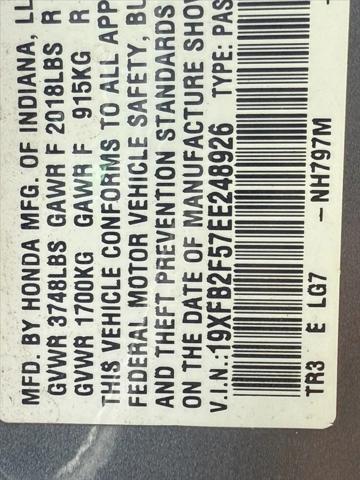 MFD. BY HONDA MFG. OF INDIANA, LL
GVWR 3748LBS GAWR F 2018LBS R
GVWR 1700KG GAWR F 915KG R
THIS VEHICLE CONFORMS TO ALL APP
FEDERAL MOTOR VEHICLE SAFETY, BU
AND THEFT PREVENTION STANDARDS
ON THE DATE OF MANUFACTURE SHOW
V.I.N.:19XFB2F57EE248926 TYPE: PAS
TR3 E LG7 -NH797M